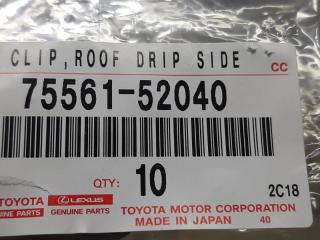 CLIP, ROOF DRIP SIDE
CC
75561-52040
QTY: 10
2C18
TOYOTA
GENUINE PARTS
LEXUS
GENUINE PARTS
TOYOTA MOTOR CORPORATION
MADE IN JAPAN 40